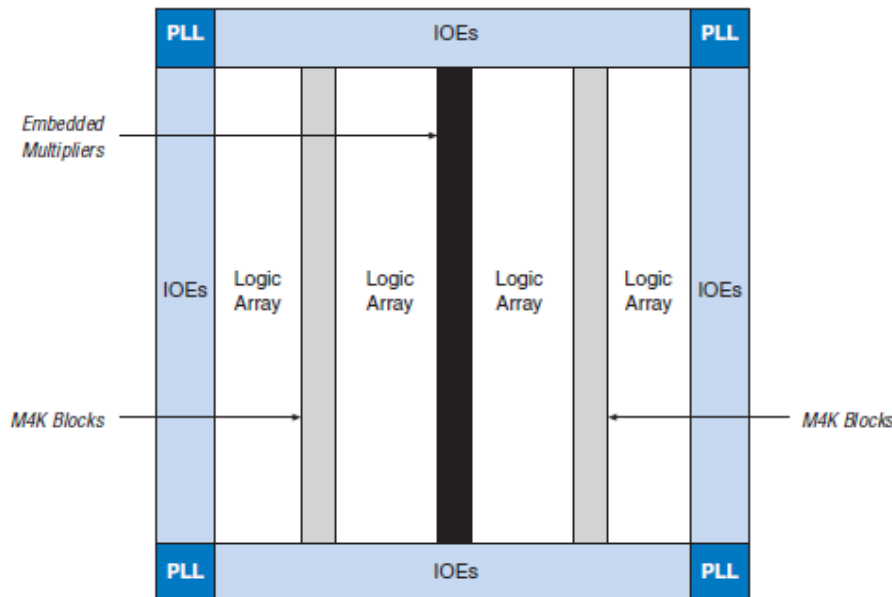 PLL
IOEs
PLL
Embedded
Multipliers
IOEs
Logic
Array
Logic
Array
Logic
Array
Logic
Array
IOEs
M4K Blocks
M4K Blocks
PLL
IOEs
PLL